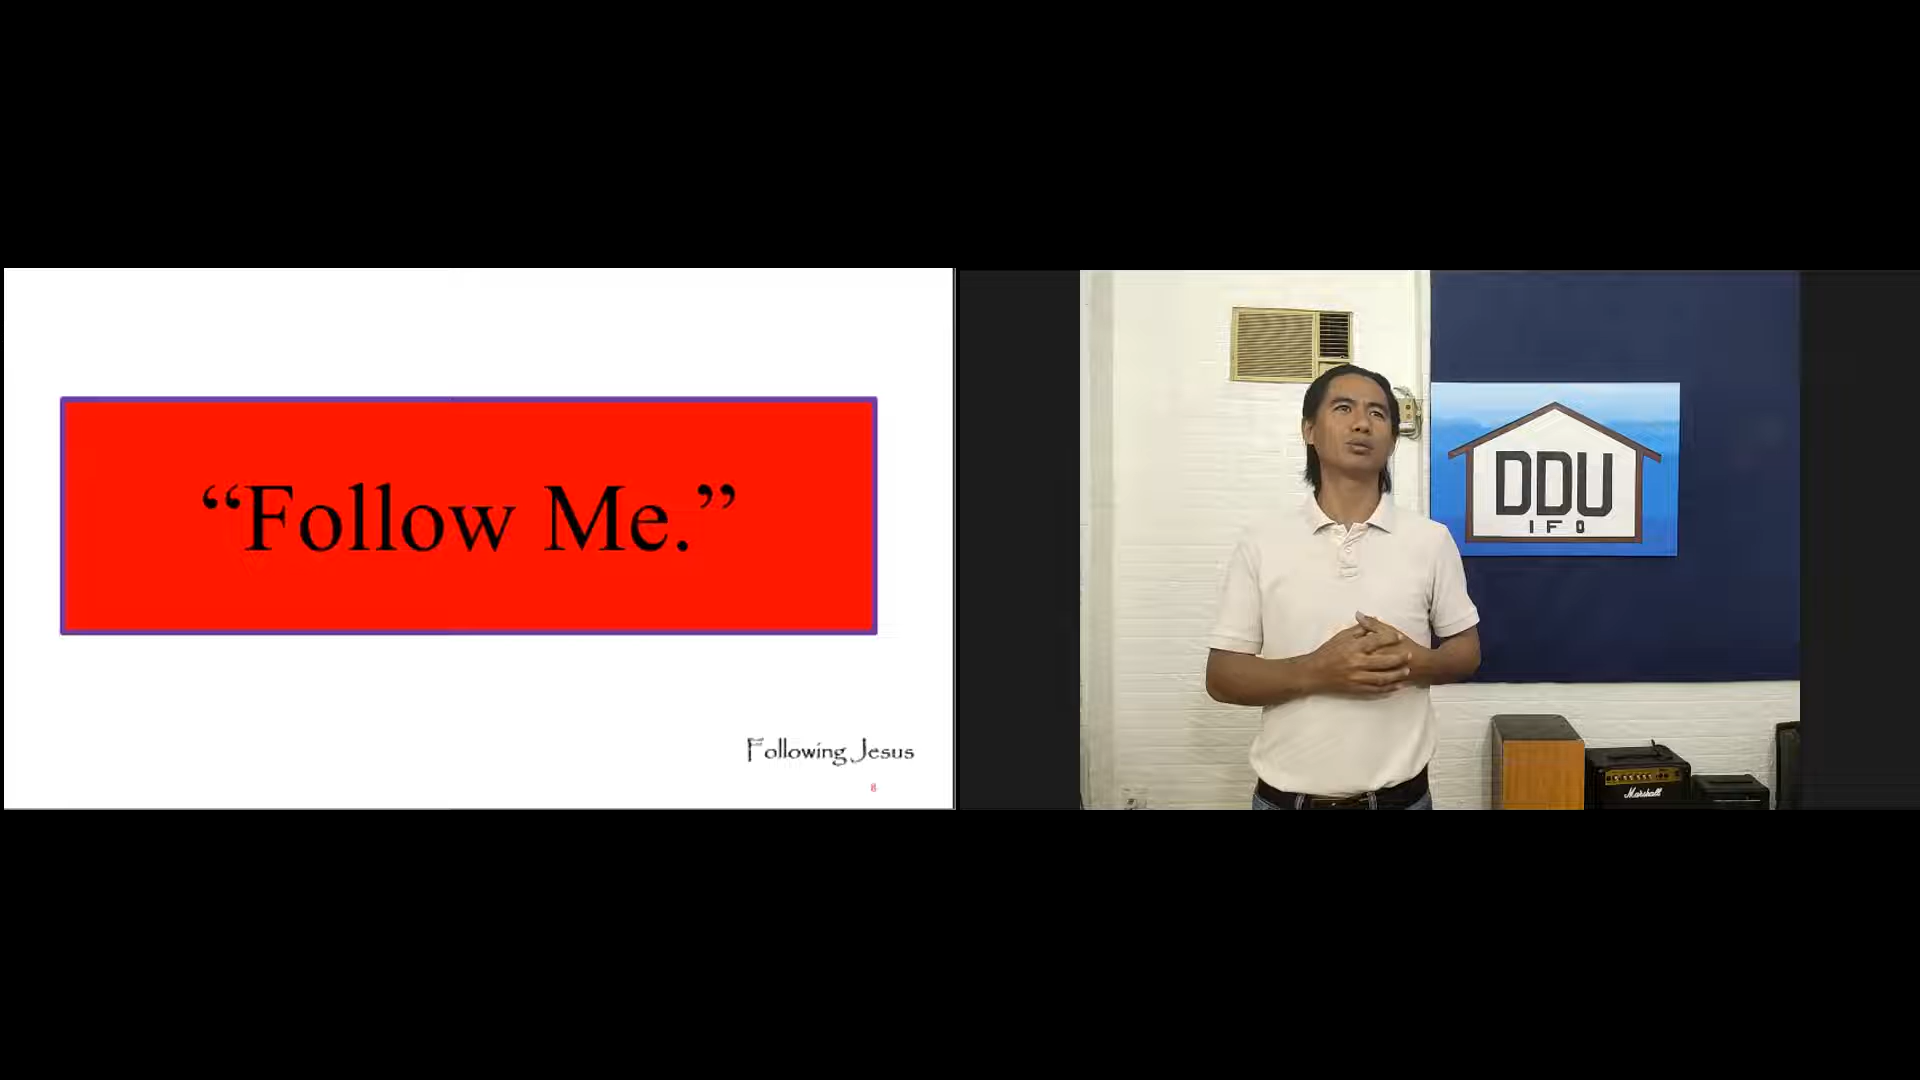 “Follow Me.”
Following Jesus
8
DDU
IFO
Marshall